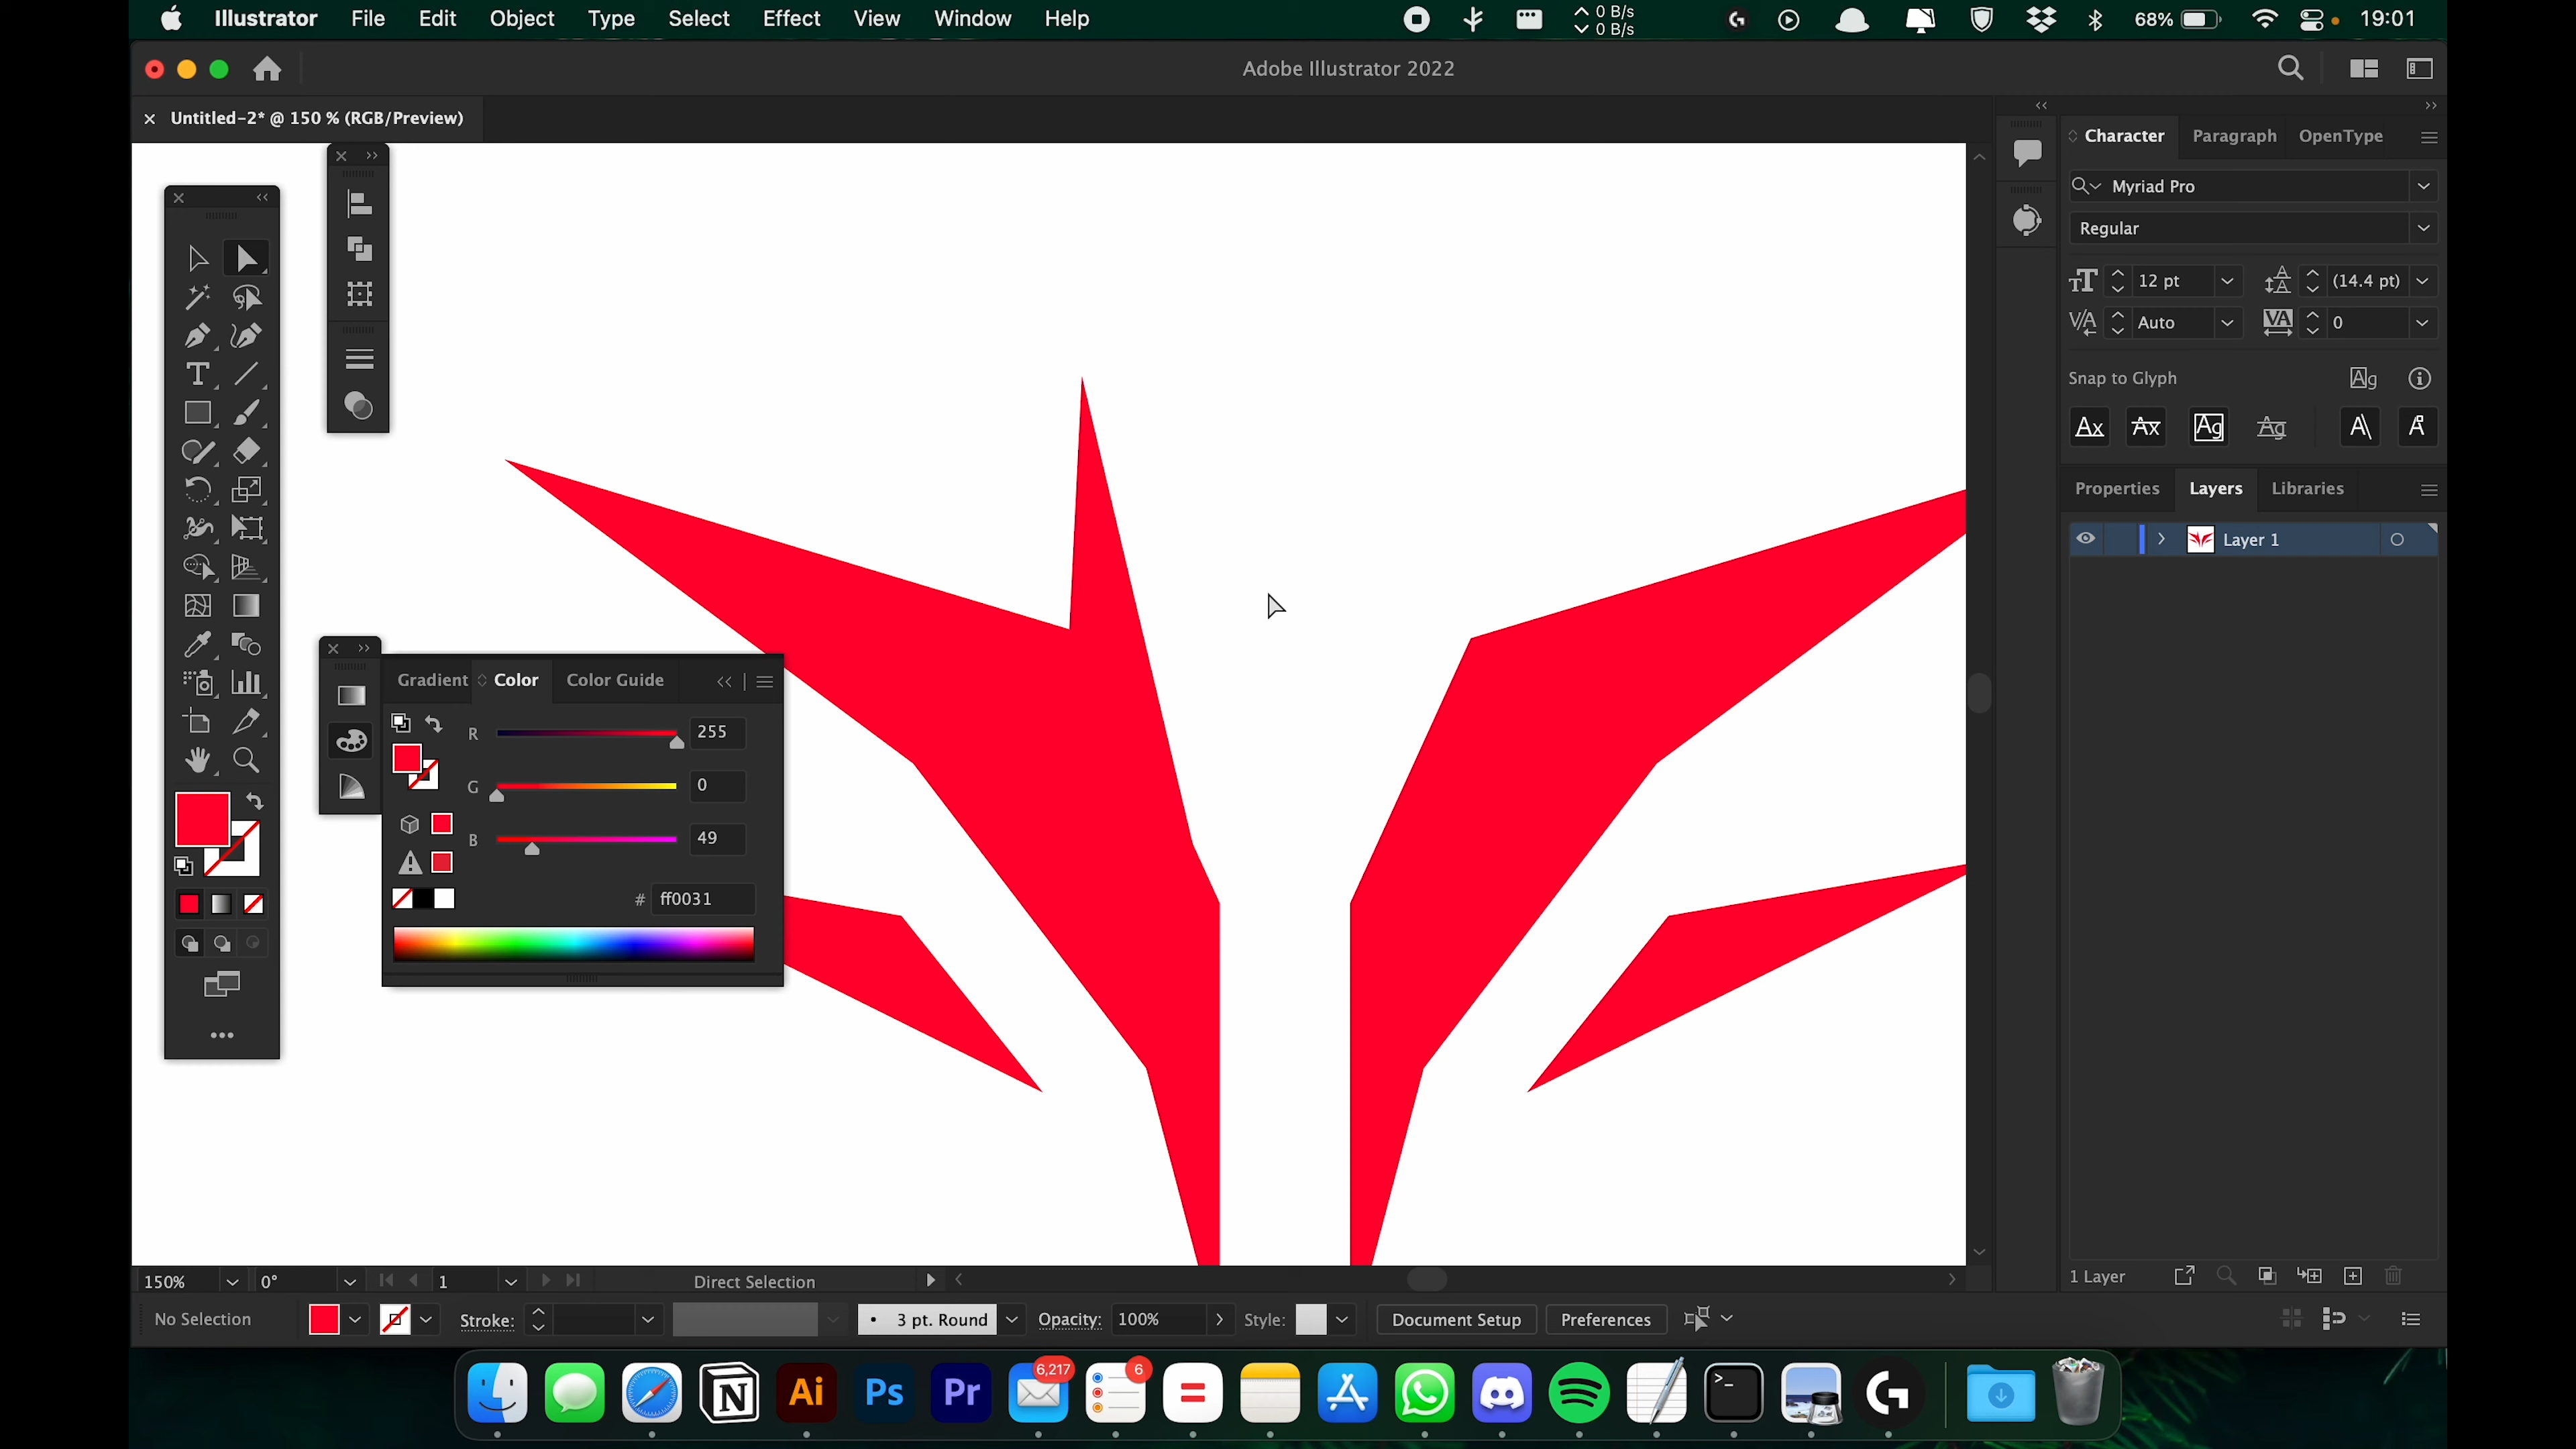 Illustrator File Edit Object Type Select Effect View Window Help 0 B/s 0 B/s 68% 19:01
Adobe Illustrator 2022
Untitled-2* @ 150 % (RGB/Preview)
Character Paragraph OpenType
Myriad Pro
Regular
12 pt (14.4 pt)
Auto 0
Snap to Glyph
Properties Layers Libraries
Layer 1
Gradient Color Color Guide
R 255
G 0
B 49
# ff0031
1 Layer
150% 0° 1 Direct Selection
No Selection Stroke: 3 pt. Round Opacity: 100% Style: Document Setup Preferences
Ai Ps Pr 6,217 6